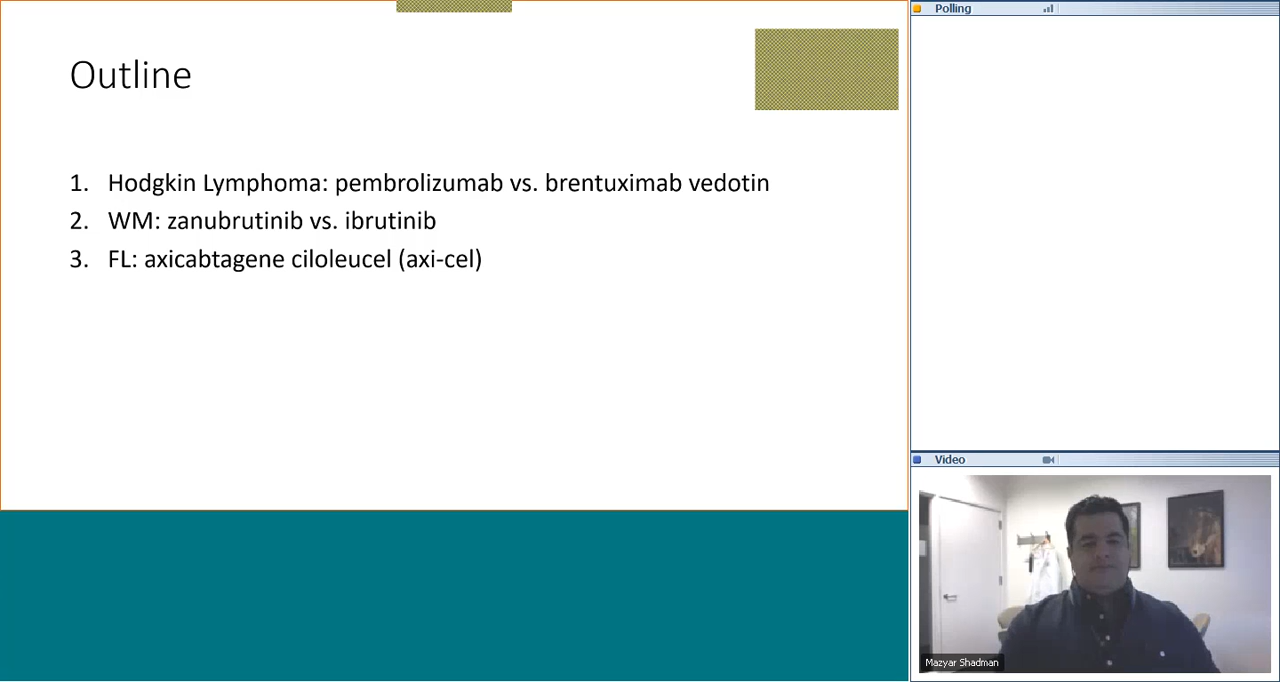 Outline
1. Hodgkin Lymphoma: pembrolizumab vs. brentuximab vedotin
2. WM: zanubrutinib vs. ibrutinib
3. FL: axicabtagene ciloleucel (axi-cel)
Polling
Video
Mazyar Shadman